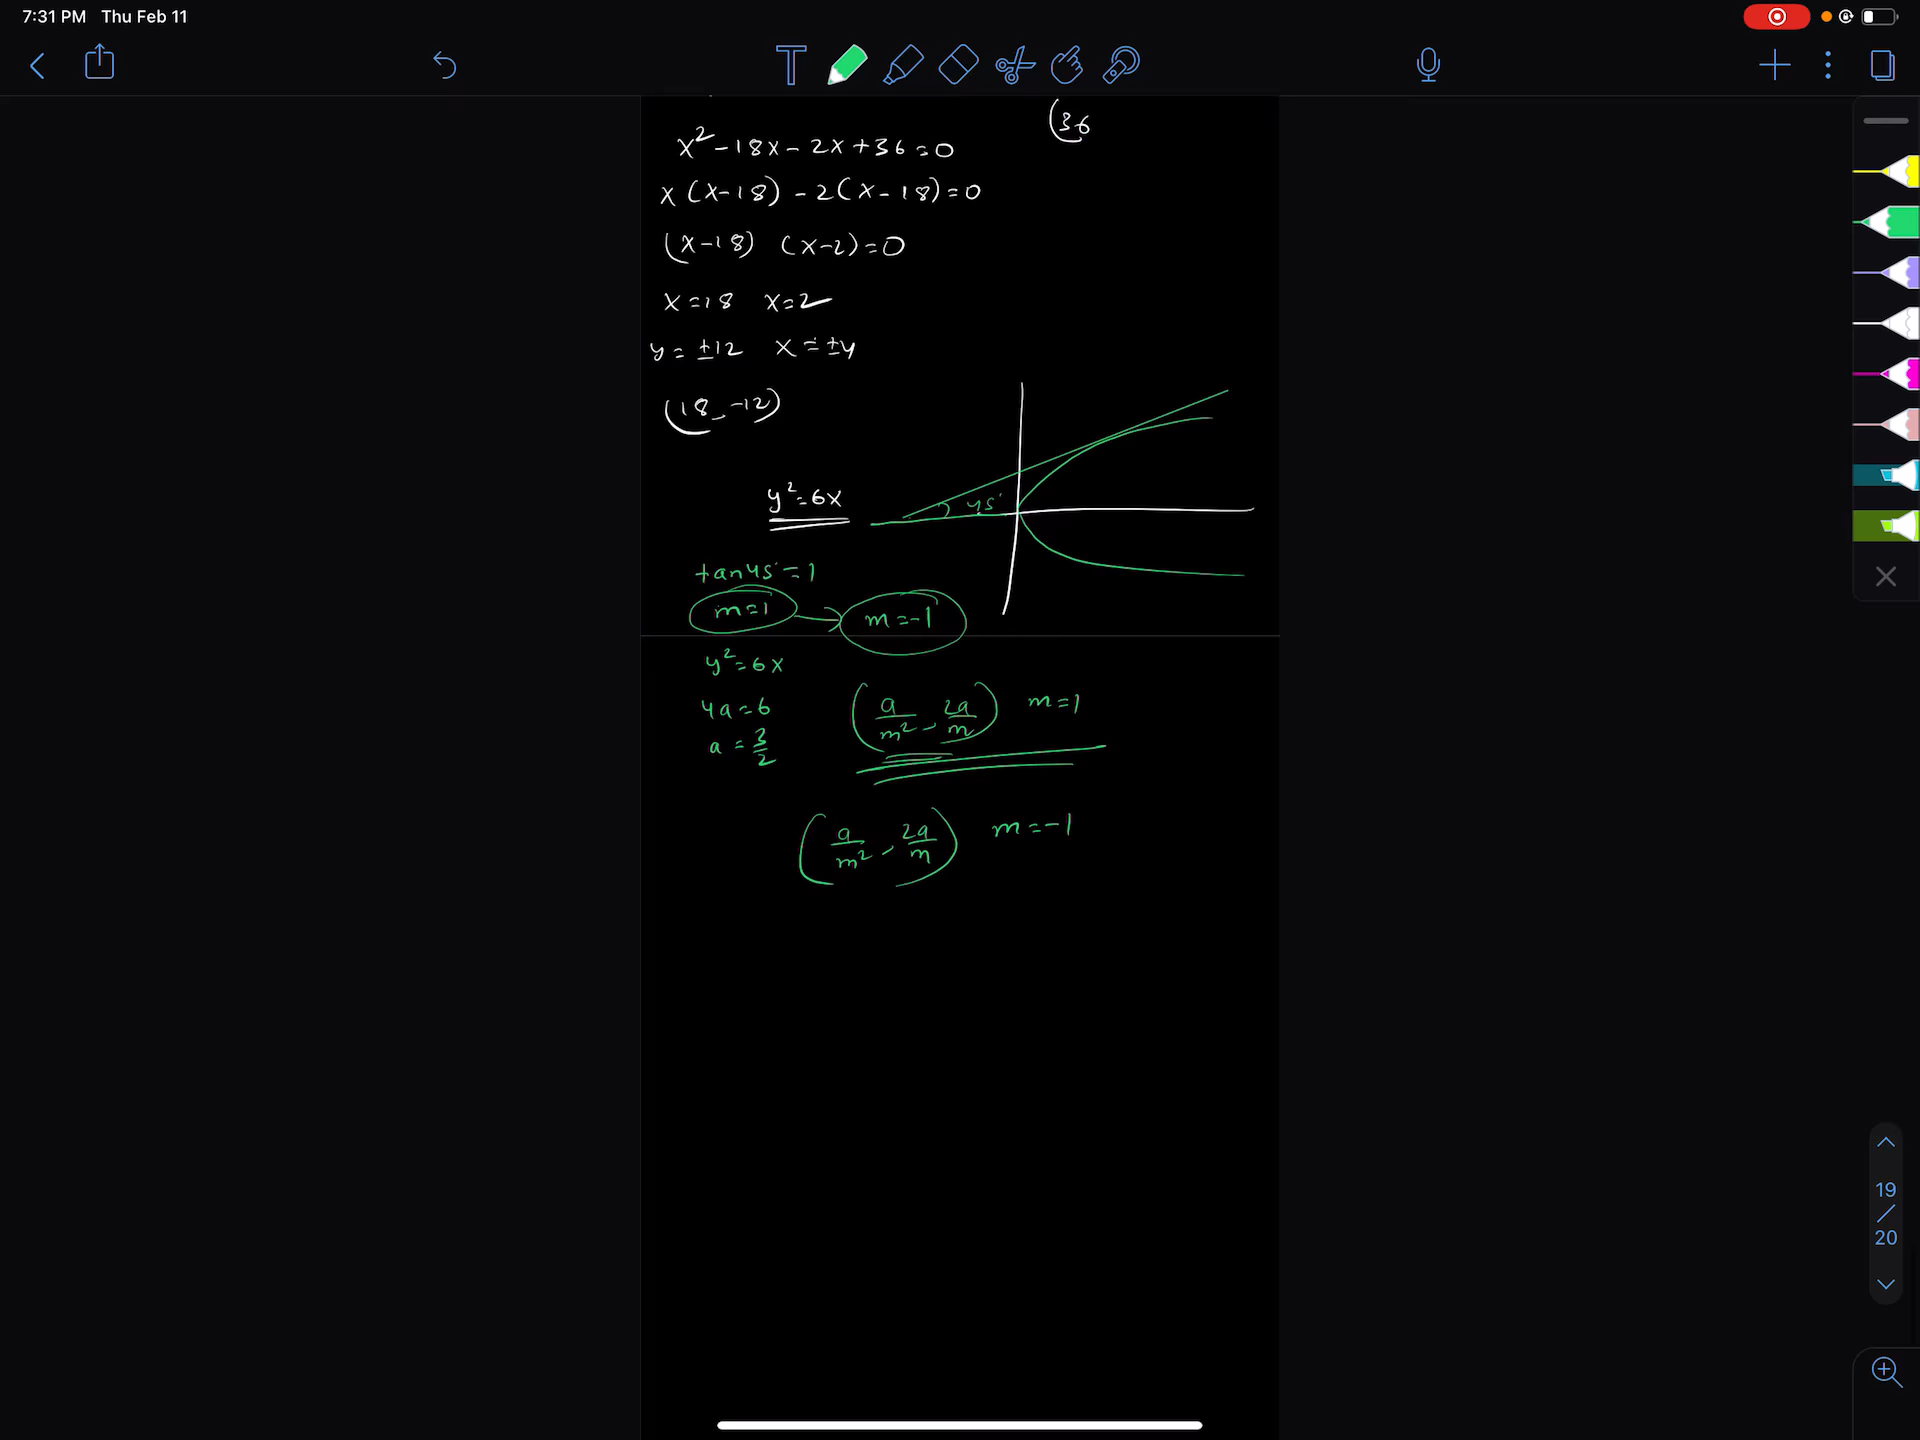 7:31 PM Thu Feb 11
(36
x² - 18x - 2x + 36 = 0
x (x - 18) - 2(x - 18) = 0
(x - 18) (x - 2) = 0
x = 18 x = 2
y = ±12 x = ±4
(18, -12)
y² = 6x
45°
tan45° = 1
m = 1 → m = -1
y² = 6x
4a = 6
a = 3/2
(a/m², 2a/m) m = 1
(a/m², 2a/m) m = -1
19
/
20